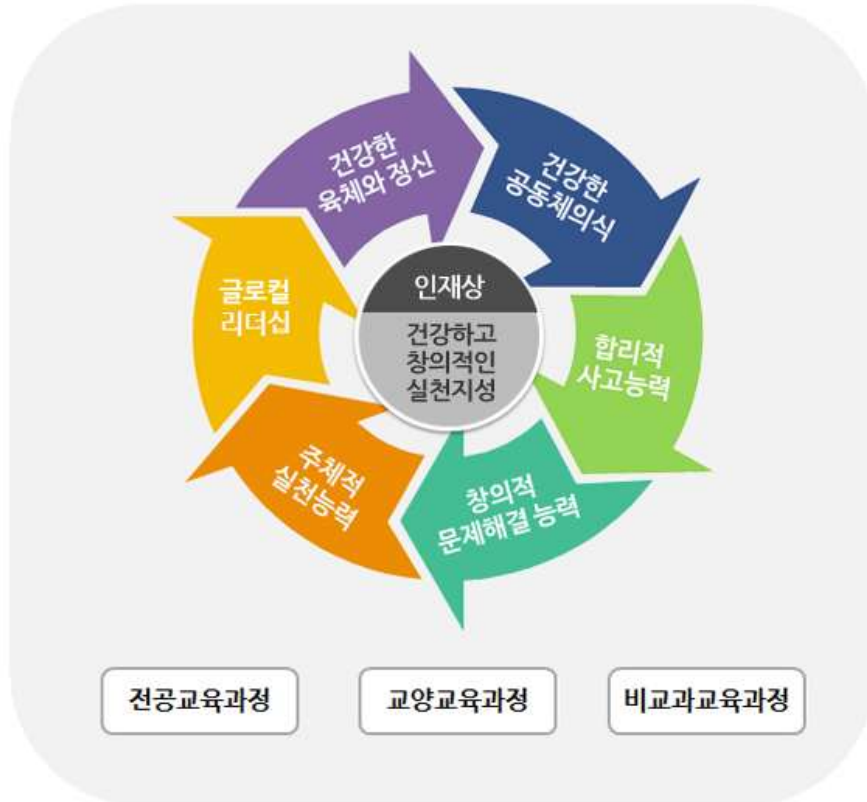 건강한
육체와 정신
건강한
공동체의식
글로컬
리더십
인재상
건강하고
창의적인
실천지성
합리적
사고능력
주체적
실천능력
창의적
문제해결 능력
전공교육과정
교양교육과정
비교과교육과정